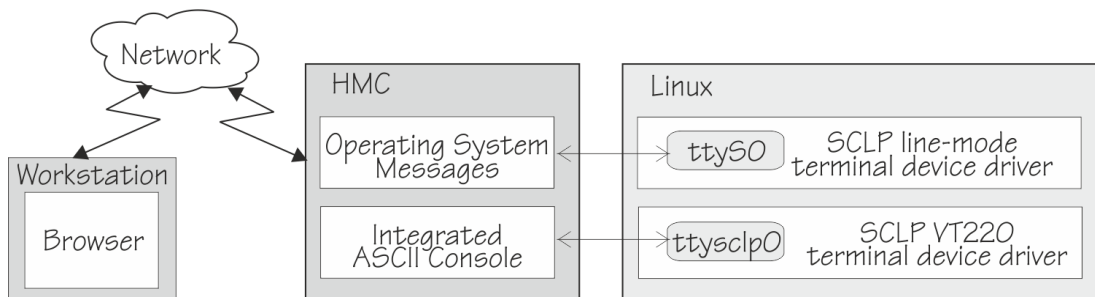 Network
HMC
Linux
Operating System
Messages
ttyS0
SCLP line-mode
terminal device driver
Workstation
Browser
Integrated
ASCII Console
ttysclp0
SCLP VT220
terminal device driver